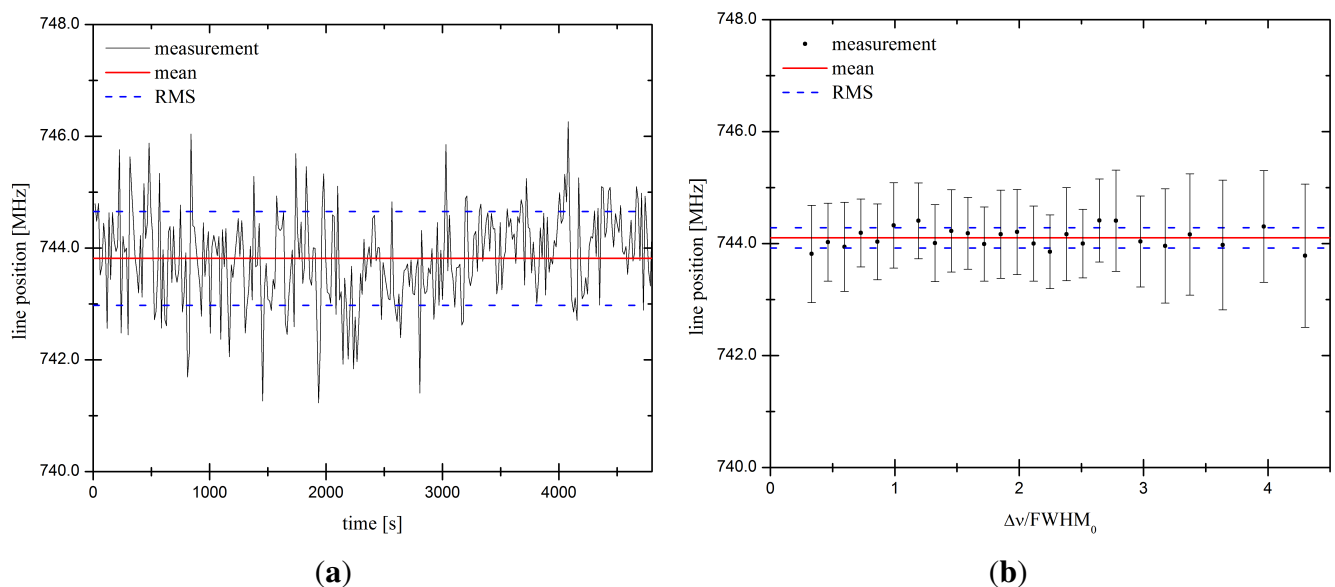 748.0
746.0
744.0
742.0
740.0
line position [MHz]
measurement
mean
RMS
0
1000
2000
3000
4000
time [s]
(a)
748.0
746.0
744.0
742.0
740.0
line position [MHz]
measurement
mean
RMS
0
1
2
3
4
Δν/FWHM₀
(b)